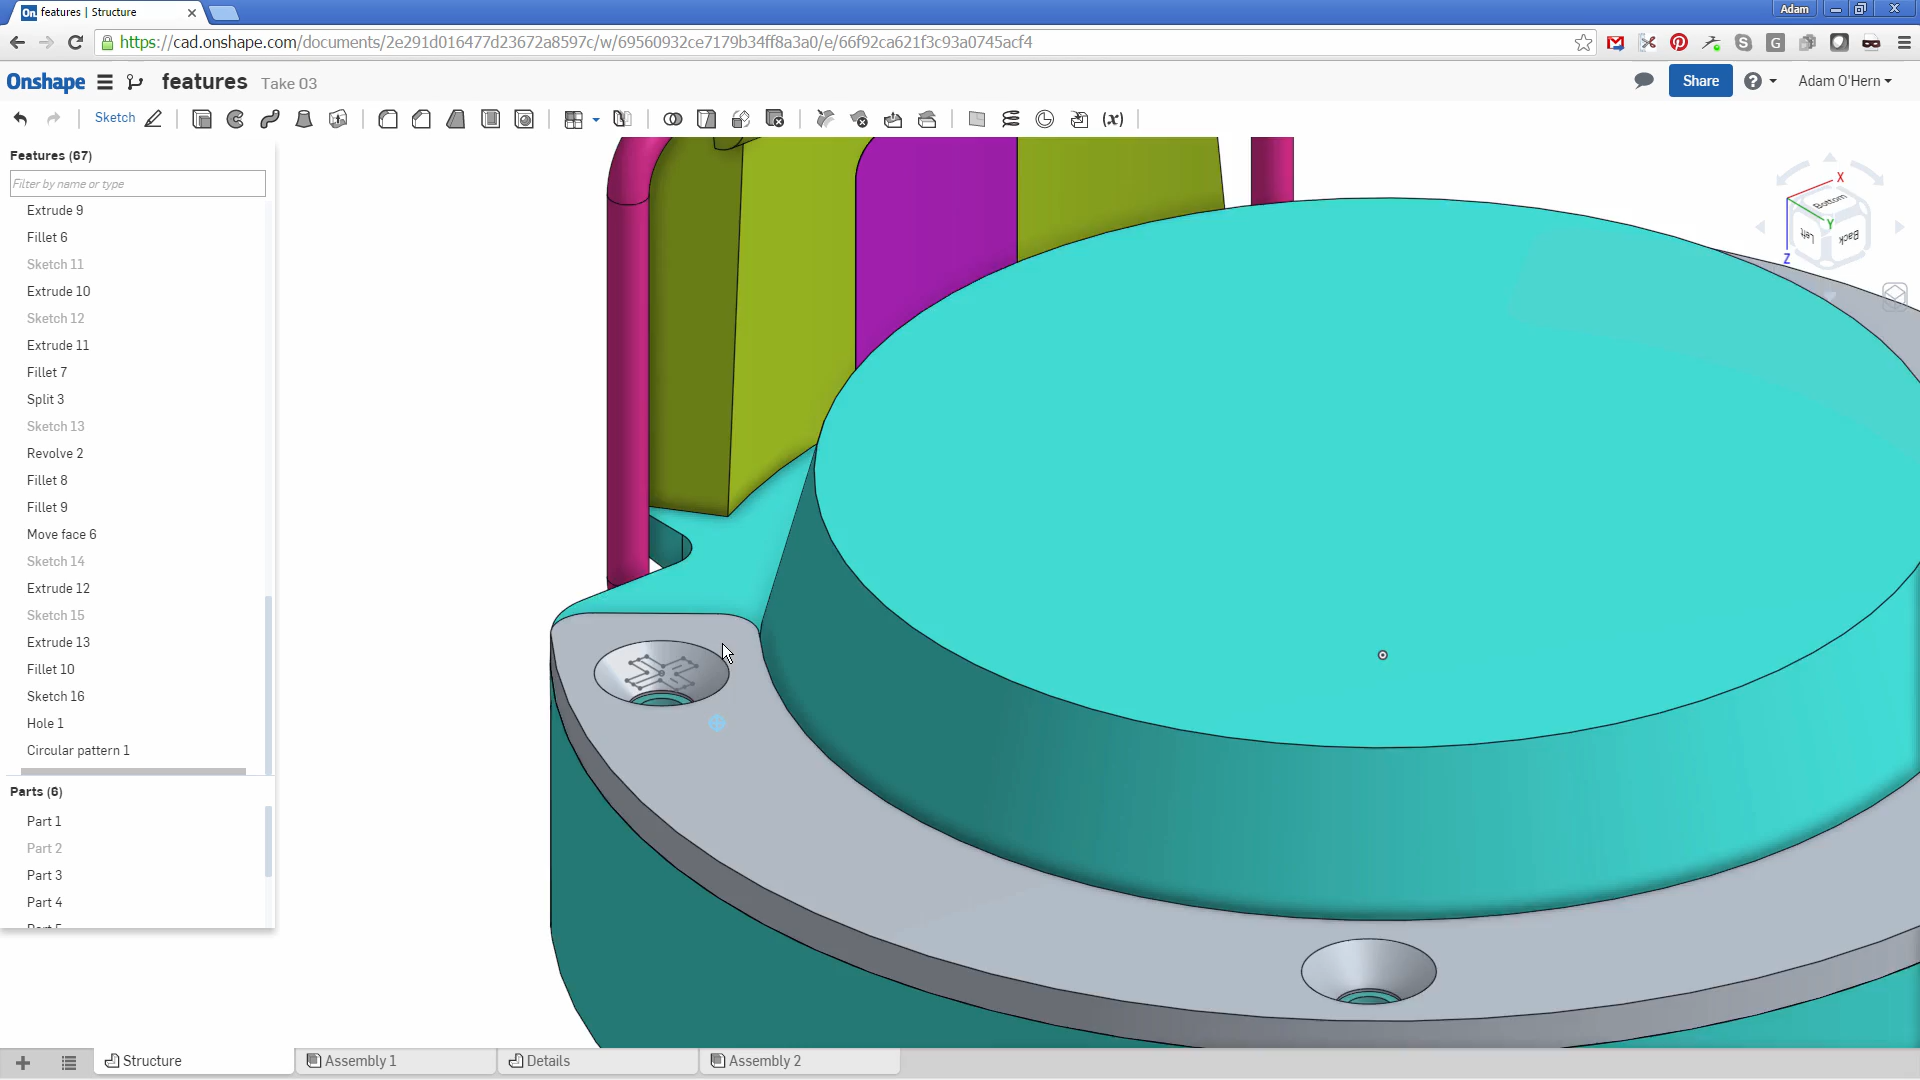 features | Structure
Adam
https://cad.onshape.com/documents/2e291d016477d23672a8597c/w/69560932ce7179b34ff8a3a0/e/66f92ca621f3c93a0745acf4
Onshape features Take 03 Share Adam O'Hern
Sketch (x)
Features (67)
Filter by name or type
Extrude 9
Fillet 6
Sketch 11
Extrude 10
Sketch 12
Extrude 11
Fillet 7
Split 3
Sketch 13
Revolve 2
Fillet 8
Fillet 9
Move face 6
Sketch 14
Extrude 12
Sketch 15
Extrude 13
Fillet 10
Sketch 16
Hole 1
Circular pattern 1
Parts (6)
Part 1
Part 2
Part 3
Part 4
X
Bottom
Y
Left
Back
Z
Structure
Assembly 1
Details
Assembly 2